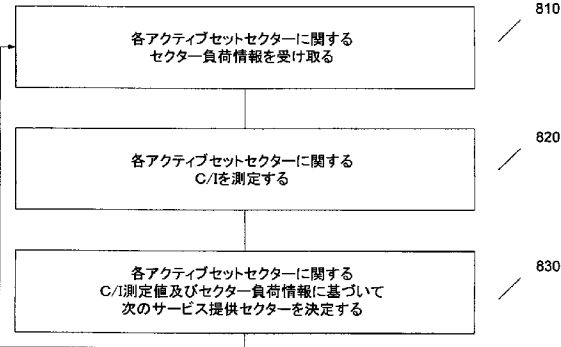 810
各アクティブセットセクターに関する
セクター負荷情報を受け取る
820
各アクティブセットセクターに関する
C/Iを測定する
830
各アクティブセットセクターに関する
C/I測定値及びセクター負荷情報に基づいて
次のサービス提供セクターを決定する